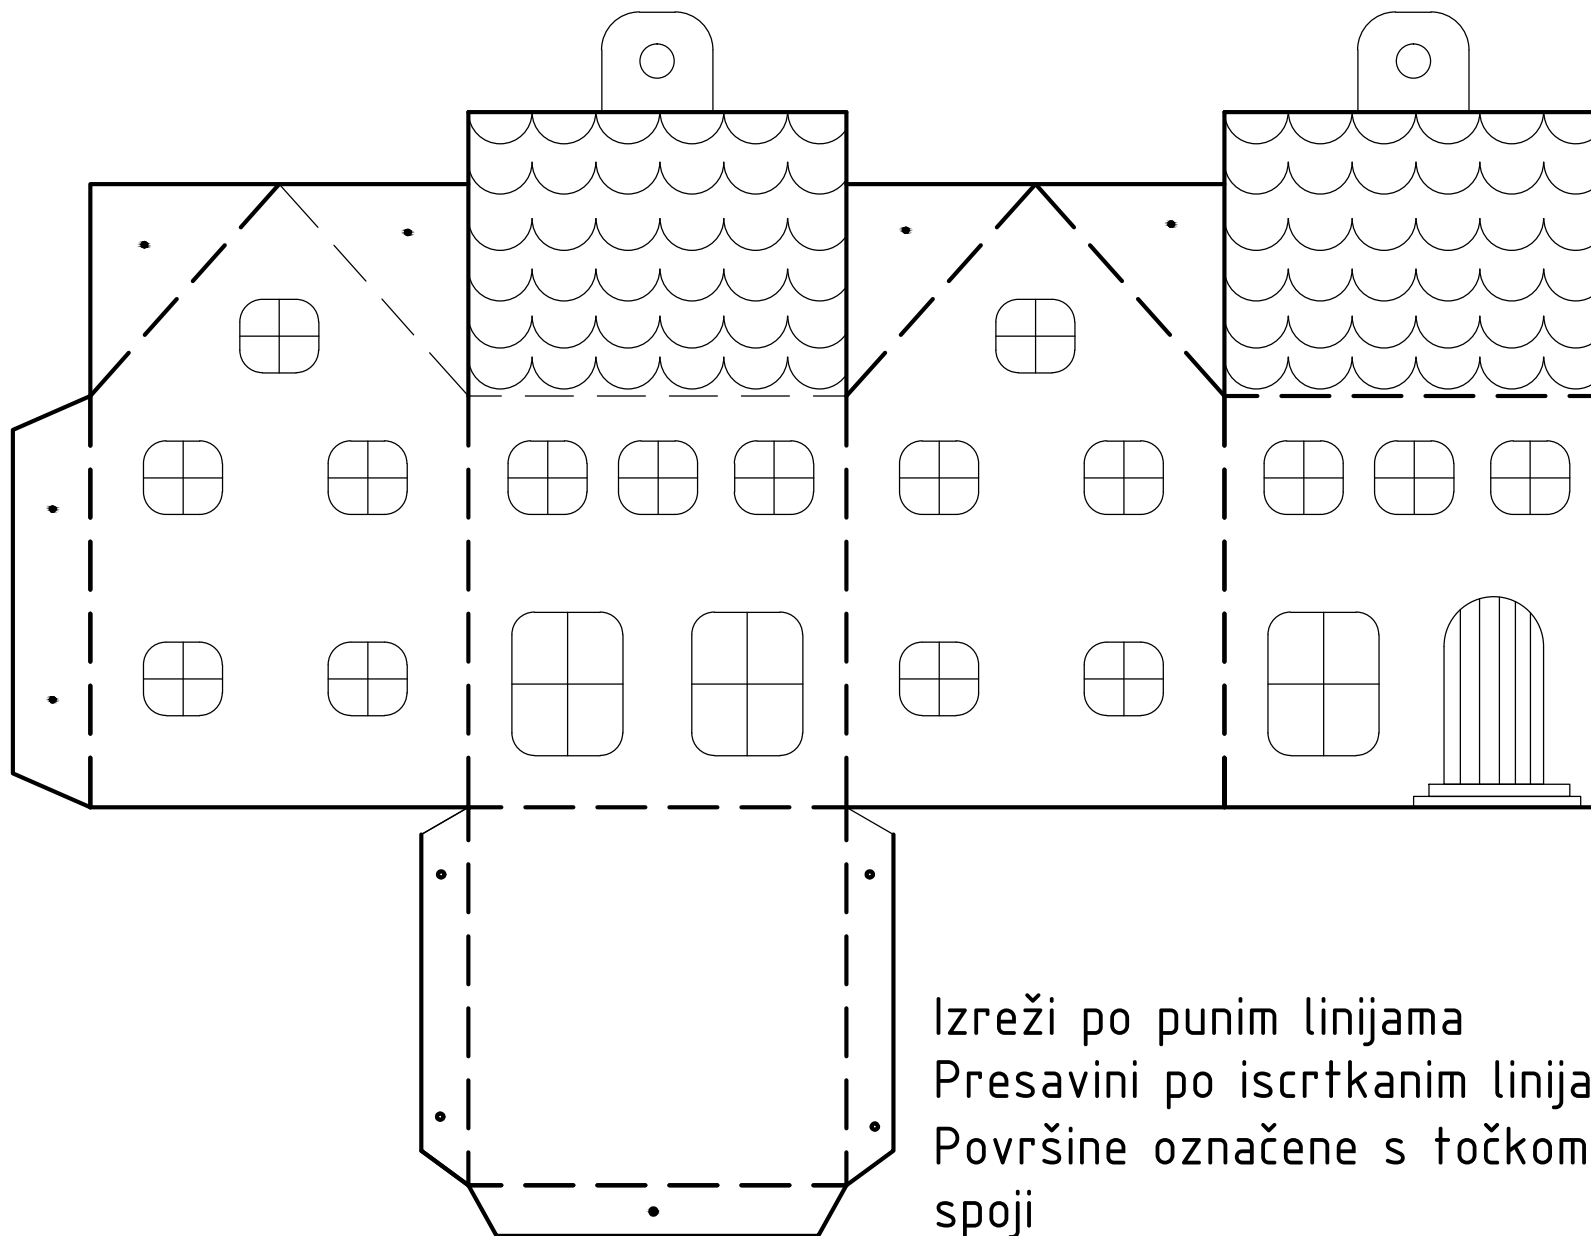 Izreži po punim linijama
Presavini po iscrtkanim linija
Površine označene s točkom
spoji